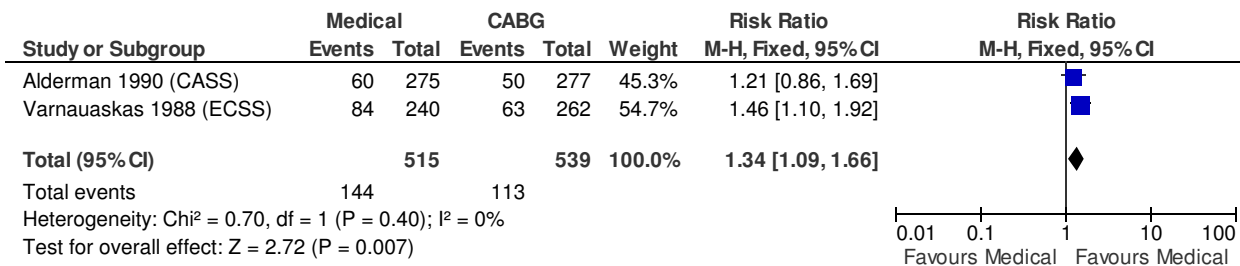 Medical CABG Risk Ratio Risk Ratio
Study or Subgroup Events Total Events Total Weight M-H, Fixed, 95% CI M-H, Fixed, 95% CI
Alderman 1990 (CASS) 60 275 50 277 45.3% 1.21 [0.86, 1.69]
Varnauaskas 1988 (ECSS) 84 240 63 262 54.7% 1.46 [1.10, 1.92]
Total (95% CI) 515 539 100.0% 1.34 [1.09, 1.66]
Total events 144 113
Heterogeneity: Chi² = 0.70, df = 1 (P = 0.40); I² = 0%
Test for overall effect: Z = 2.72 (P = 0.007)
0.01 0.1 1 10 100
Favours Medical Favours Medical